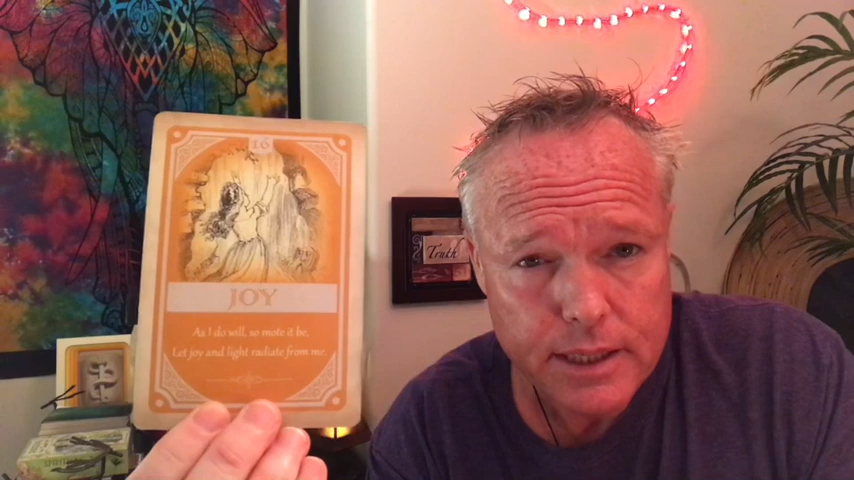 16
JOY
As I do will, so mote it be,
Let joy and light radiate from me.
Truth